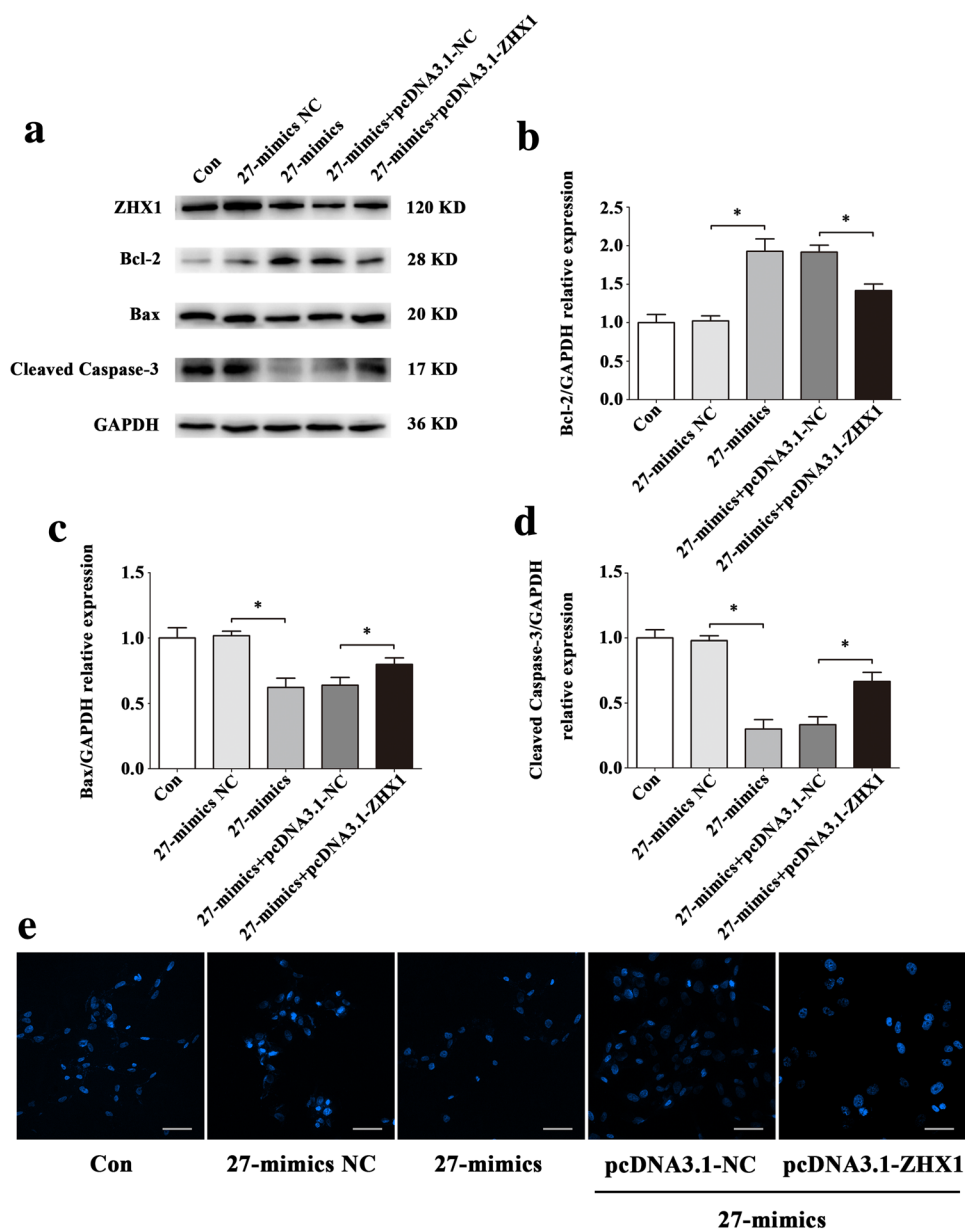 a
Con
27-mimics NC
27-mimics
27-mimics+pcDNA3.1-NC
27-mimics+pcDNA3.1-ZHX1
ZHX1 120 KD
Bcl-2 28 KD
Bax 20 KD
Cleaved Caspase-3 17 KD
GAPDH 36 KD
b
Bcl-2/GAPDH relative expression
2.5
2.0
1.5
1.0
0.5
0.0
*
*
Con
27-mimics NC
27-mimics
27-mimics+pcDNA3.1-NC
27-mimics+pcDNA3.1-ZHX1
c
Bax/GAPDH relative expression
1.5
1.0
0.5
0.0
*
*
Con
27-mimics NC
27-mimics
27-mimics+pcDNA3.1-NC
27-mimics+pcDNA3.1-ZHX1
d
Cleaved Caspase-3/GAPDH
relative expression
1.5
1.0
0.5
0.0
*
*
Con
27-mimics NC
27-mimics
27-mimics+pcDNA3.1-NC
27-mimics+pcDNA3.1-ZHX1
e
Con 27-mimics NC 27-mimics pcDNA3.1-NC pcDNA3.1-ZHX1
27-mimics